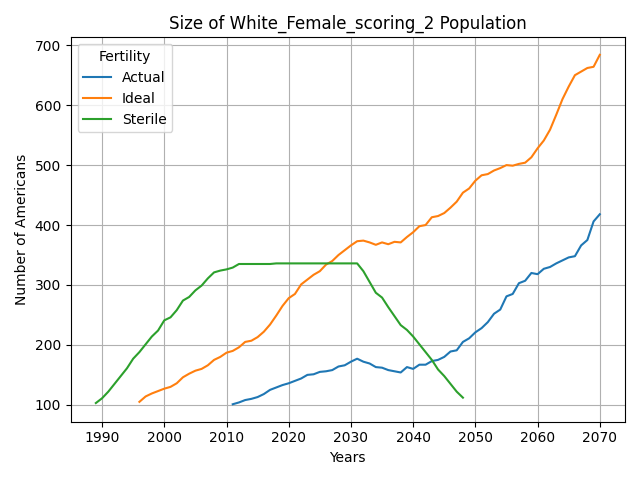 Size of White_Female_scoring_2 Population
700
600
500
400
300
200
100
Number of Americans
Fertility
Actual
Ideal
Sterile
1990 2000 2010 2020 2030 2040 2050 2060 2070
Years